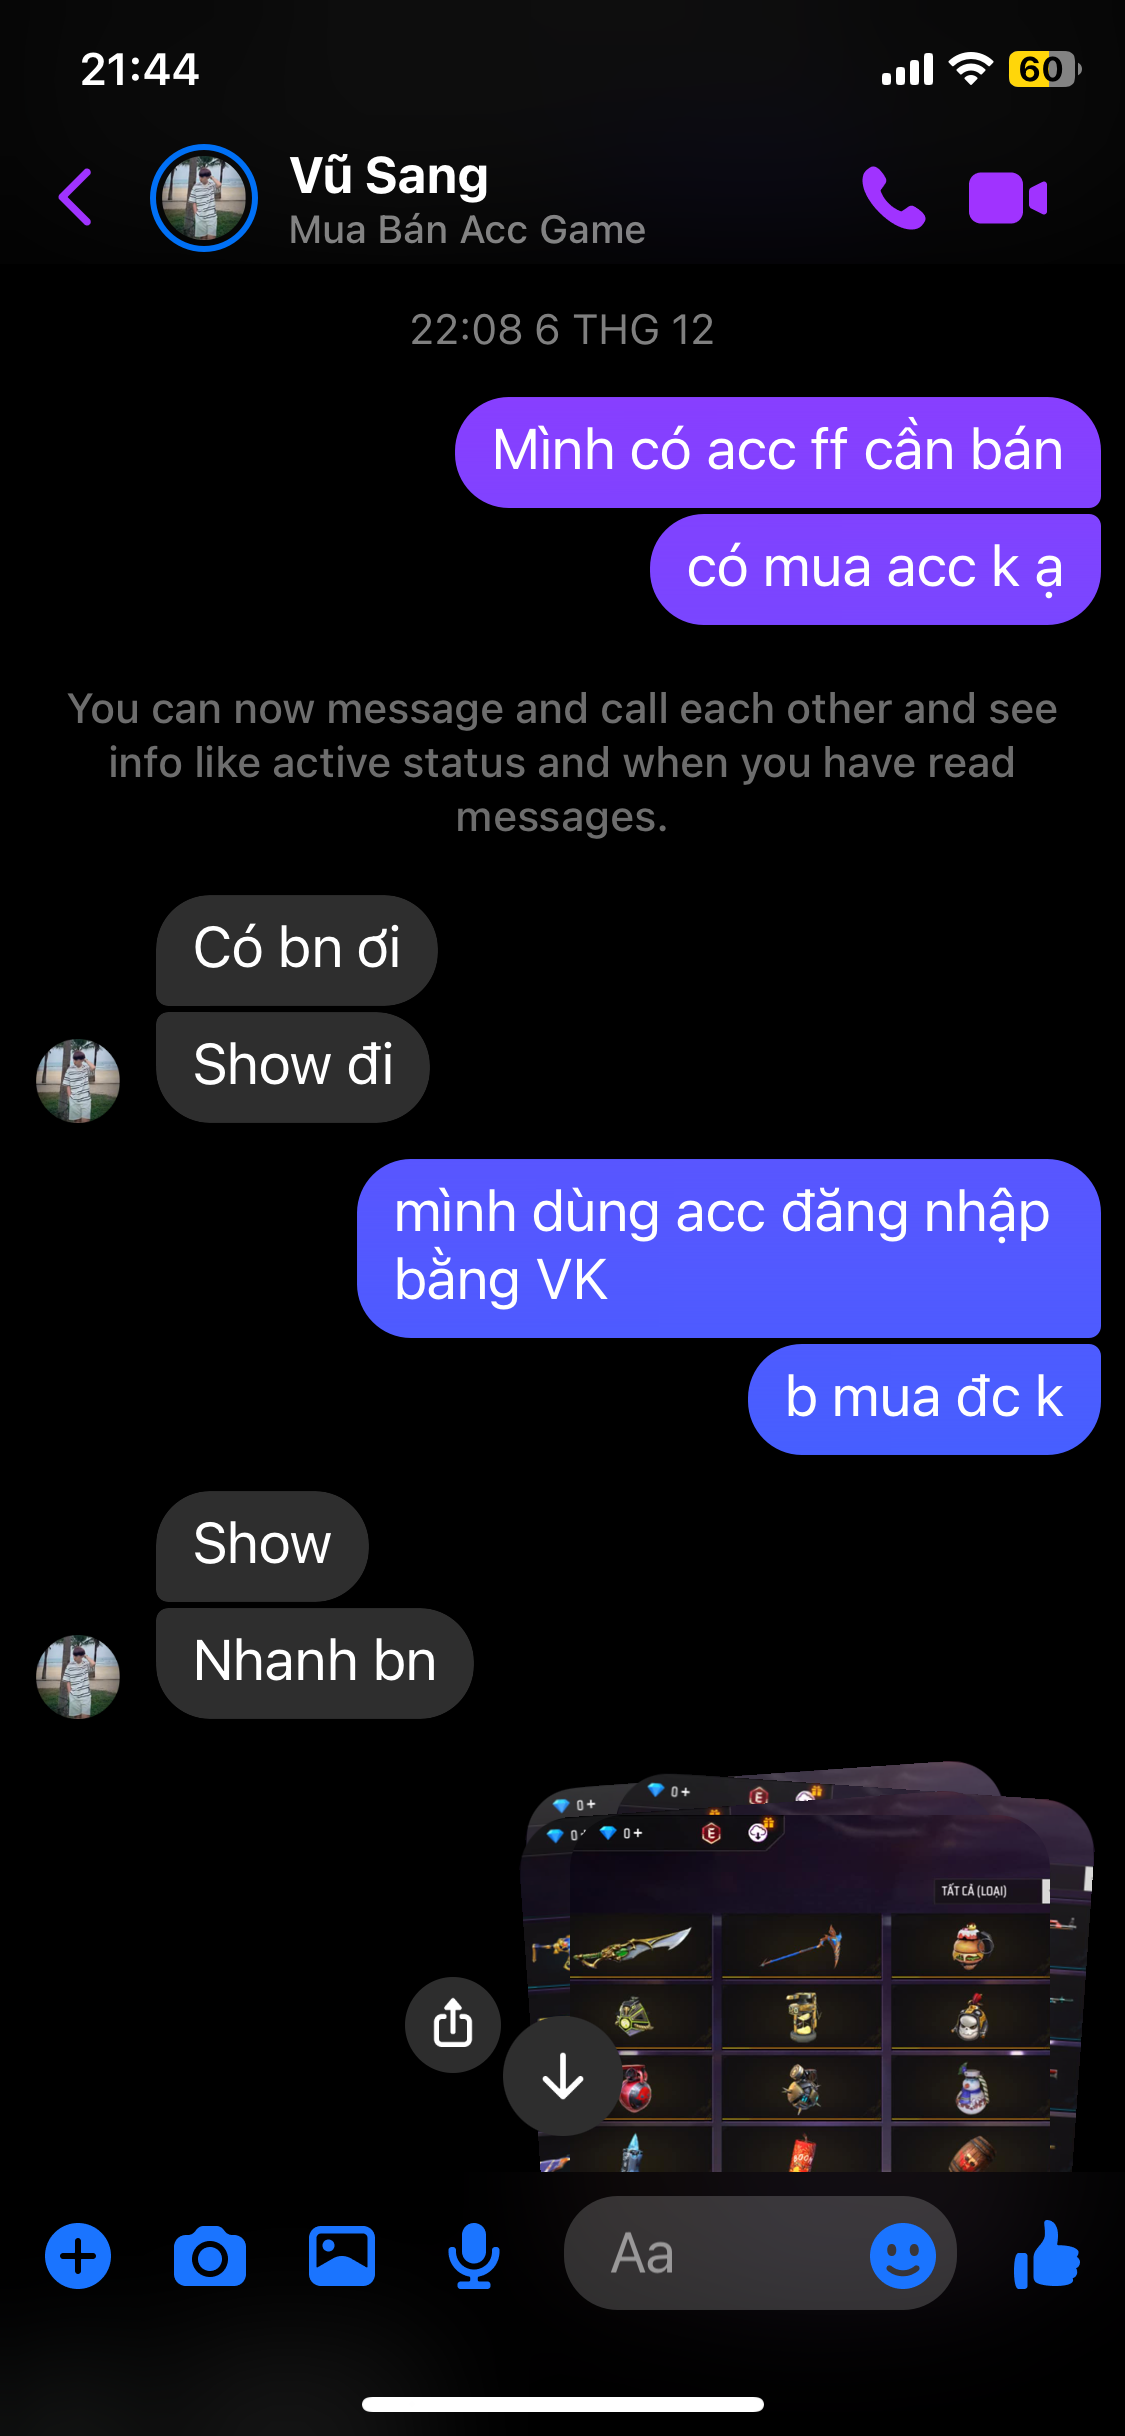 21:44
60
Vũ Sang
Mua Bán Acc Game
22:08 6 THG 12
Mình có acc ff cần bán
có mua acc k ạ
You can now message and call each other and see
info like active status and when you have read
messages.
Có bn ơi
Show đi
mình dùng acc đăng nhập
bằng VK
b mua đc k
Show
Nhanh bn
0+
0+
E
0
0+
E
TẤT CẢ (LOẠI)
Aa